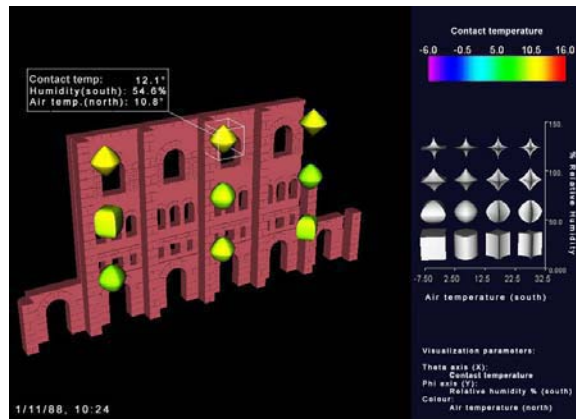 Contact temp: 12.1°
Humidity(south): 54.6%
Air temp.(north): 10.8°
1/11/88, 10:24
Contact temperature
-6.0 -0.5 5.0 10.5 16.0
150.
100.
50.0
0.000
% Relative Humidity
-7.50 2.50 12.5 22.5 32.5
Air temperature (south)
Visualization parameters:
Theta axis (X):
Contact temperature
Phi axis (Y):
Relative humidity % (south)
Colour:
Air temperature (north)